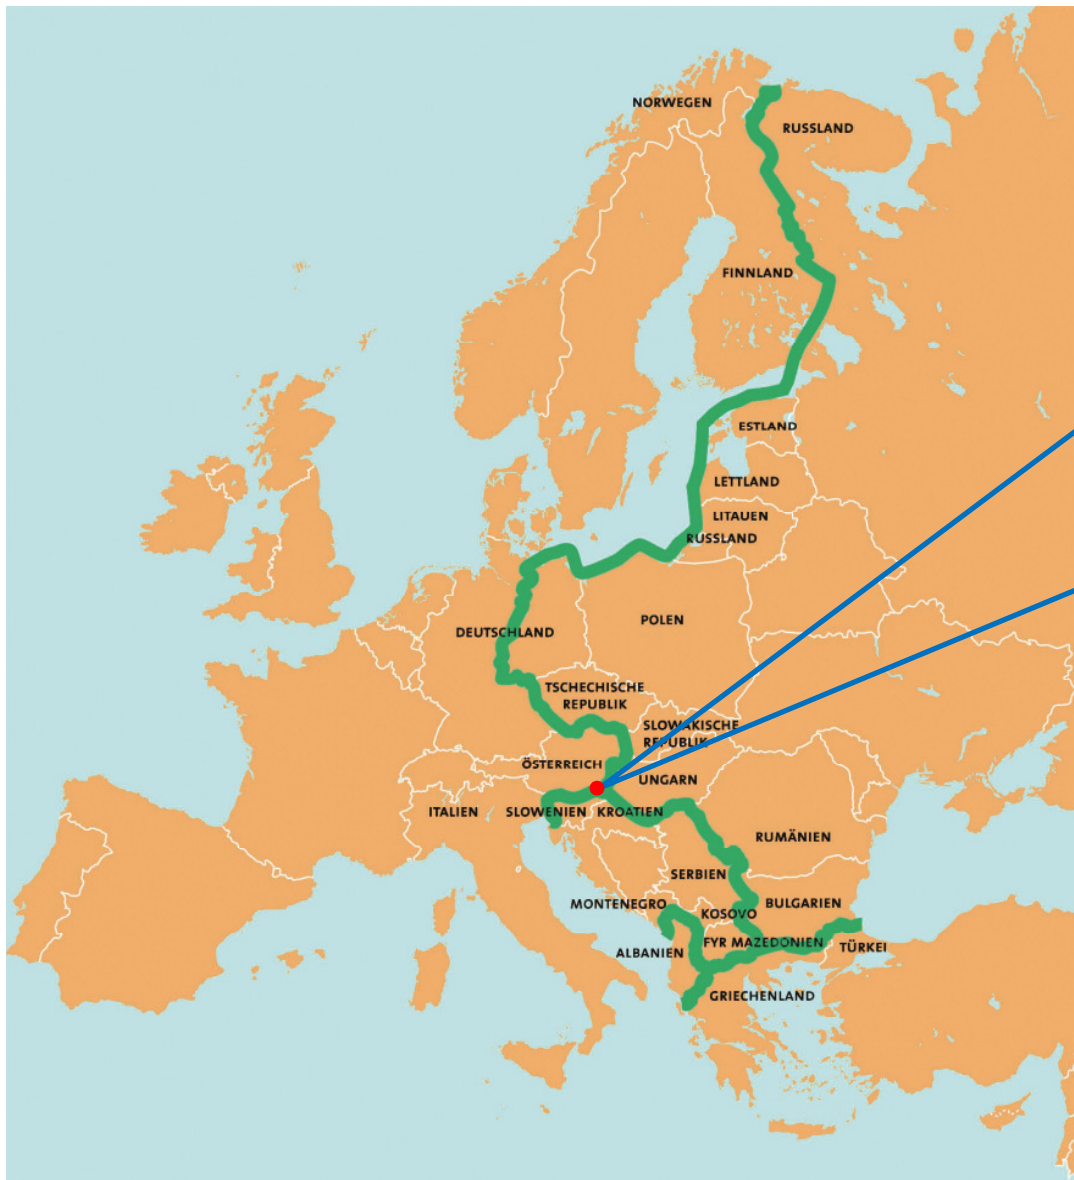 NORWEGEN
RUSSLAND
FINNLAND
ESTLAND
LETTLAND
LITAUEN
RUSSLAND
POLEN
DEUTSCHLAND
TSCHECHISCHE
REPUBLIK
SLOWAKISCHE
REPUBLIK
ÖSTERREICH
UNGARN
ITALIEN
SLOWENIEN
KROATIEN
RUMÄNIEN
SERBIEN
MONTENEGRO
KOSOVO
BULGARIEN
FYR MAZEDONIEN
TÜRKEI
ALBANIEN
GRIECHENLAND